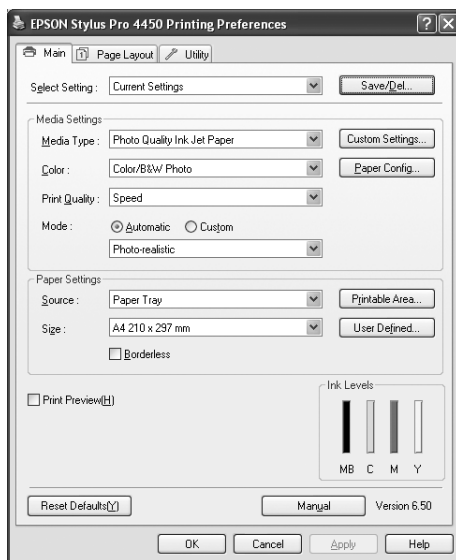 EPSON Stylus Pro 4450 Printing Preferences
Main Page Layout Utility
Select Setting : Current Settings Save/Del...
Media Settings
Media Type : Photo Quality Ink Jet Paper Custom Settings...
Color : Color/B&W Photo Paper Config...
Print Quality : Speed
Mode : Automatic Custom
Photo-realistic
Paper Settings
Source : Paper Tray Printable Area...
Size : A4 210 x 297 mm User Defined...
Borderless
Print Preview(H)
Ink Levels
MB C M Y
Reset Defaults(Y) Manual Version 6.50
OK Cancel Apply Help